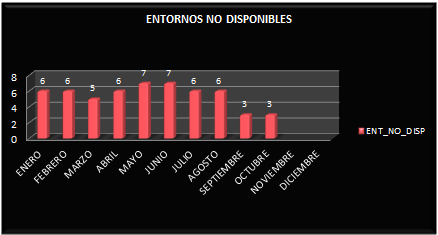 ENTORNOS NO DISPONIBLES
8
6
4
2
0
6 6 5 6 7 7 6 6 3 3
ENERO
FEBRERO
MARZO
ABRIL
MAYO
JUNIO
JULIO
AGOSTO
SEPTIEMBRE
OCTUBRE
NOVIEMBRE
DICIEMBRE
ENT_NO_DISP